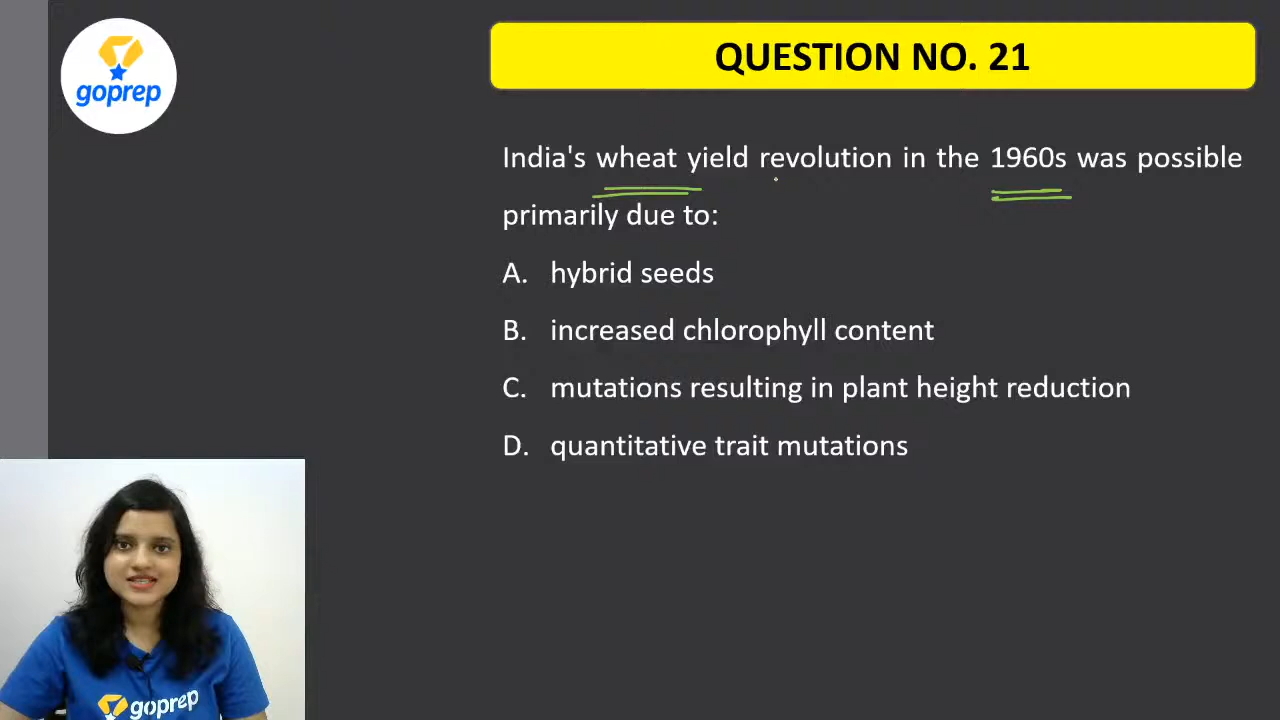 goprep
QUESTION NO. 21
India's wheat yield revolution in the 1960s was possible
primarily due to:
A. hybrid seeds
B. increased chlorophyll content
C. mutations resulting in plant height reduction
D. quantitative trait mutations
goprep